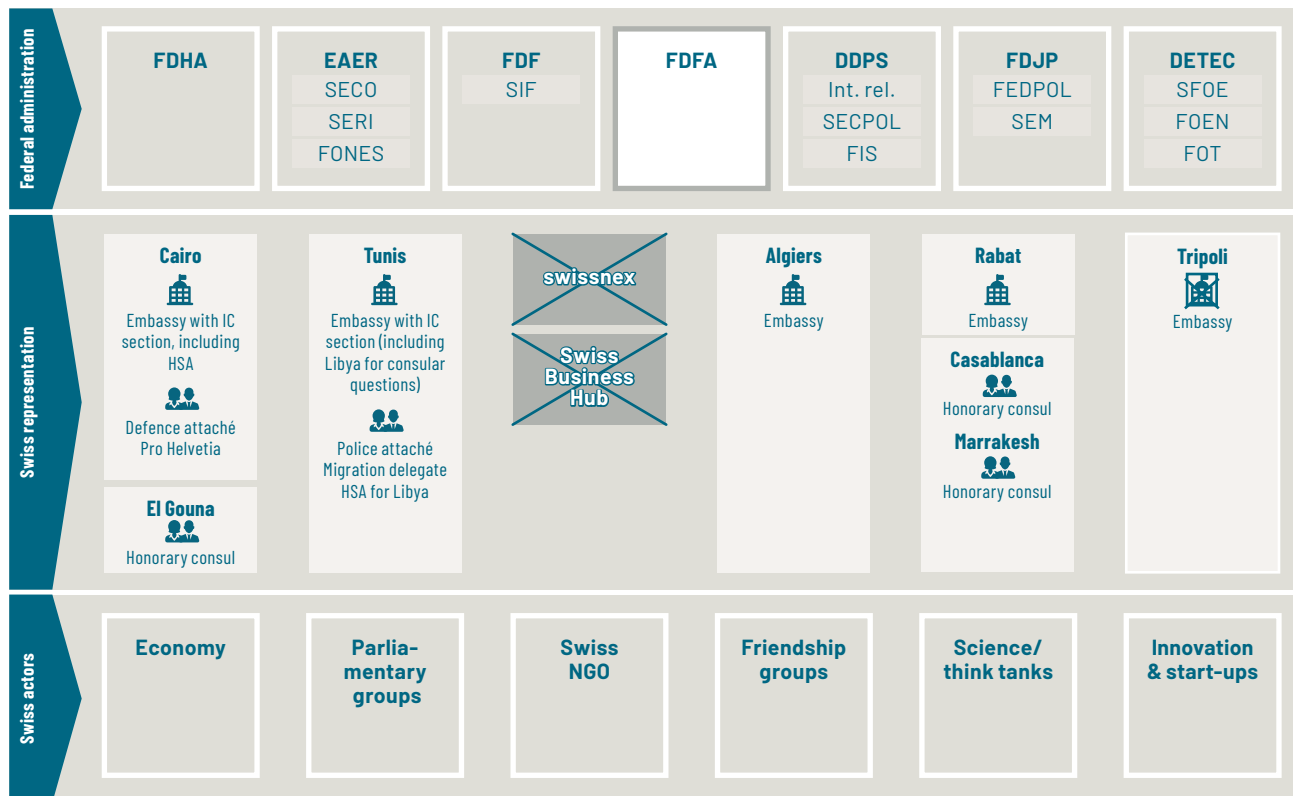 Federal administration
FDHA
EAER
SECO
SERI
FONES
FDF
SIF
FDFA
DDPS
Int. rel.
SECPOL
FIS
FDJP
FEDPOL
SEM
DETEC
SFOE
FOEN
FOT
Swiss representation
Cairo
Embassy with IC
section, including
HSA
Defence attaché
Pro Helvetia
El Gouna
Honorary consul
Tunis
Embassy with IC
section (including
Libya for consular
questions)
Police attaché
Migration delegate
HSA for Libya
swissnex
Swiss
Business
Hub
Algiers
Embassy
Rabat
Embassy
Casablanca
Honorary consul
Marrakesh
Honorary consul
Tripoli
Embassy
Swiss actors
Economy
Parlia-
mentary
groups
Swiss
NGO
Friendship
groups
Science/
think tanks
Innovation
& start-ups